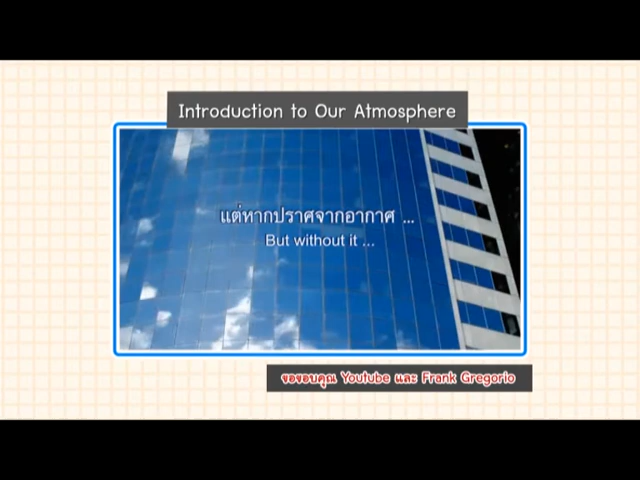 Introduction to Our Atmosphere
แต่หากปราศจากอากาศ ...
But without it ...
ขอขอบคุณ Youtube และ Frank Gregorio